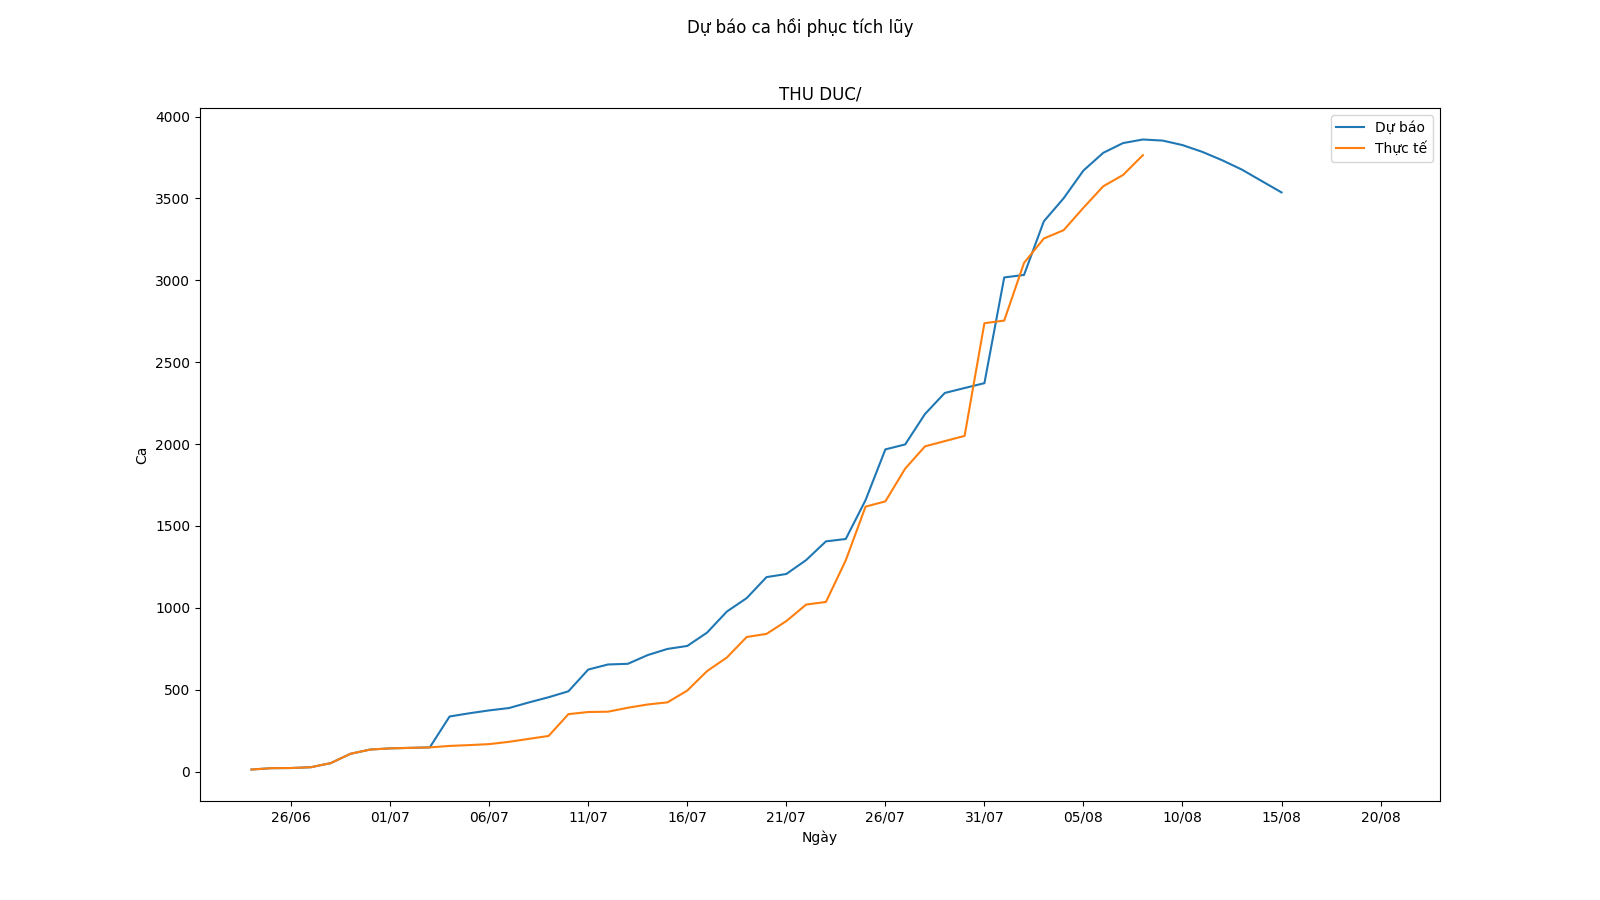 Dự báo ca hồi phục tích lũy
THU DUC/
Dự báo
Thực tế
4000
3500
3000
2500
2000
1500
1000
500
0
Ca
26/06 01/07 06/07 11/07 16/07 21/07 26/07 31/07 05/08 10/08 15/08 20/08
Ngày